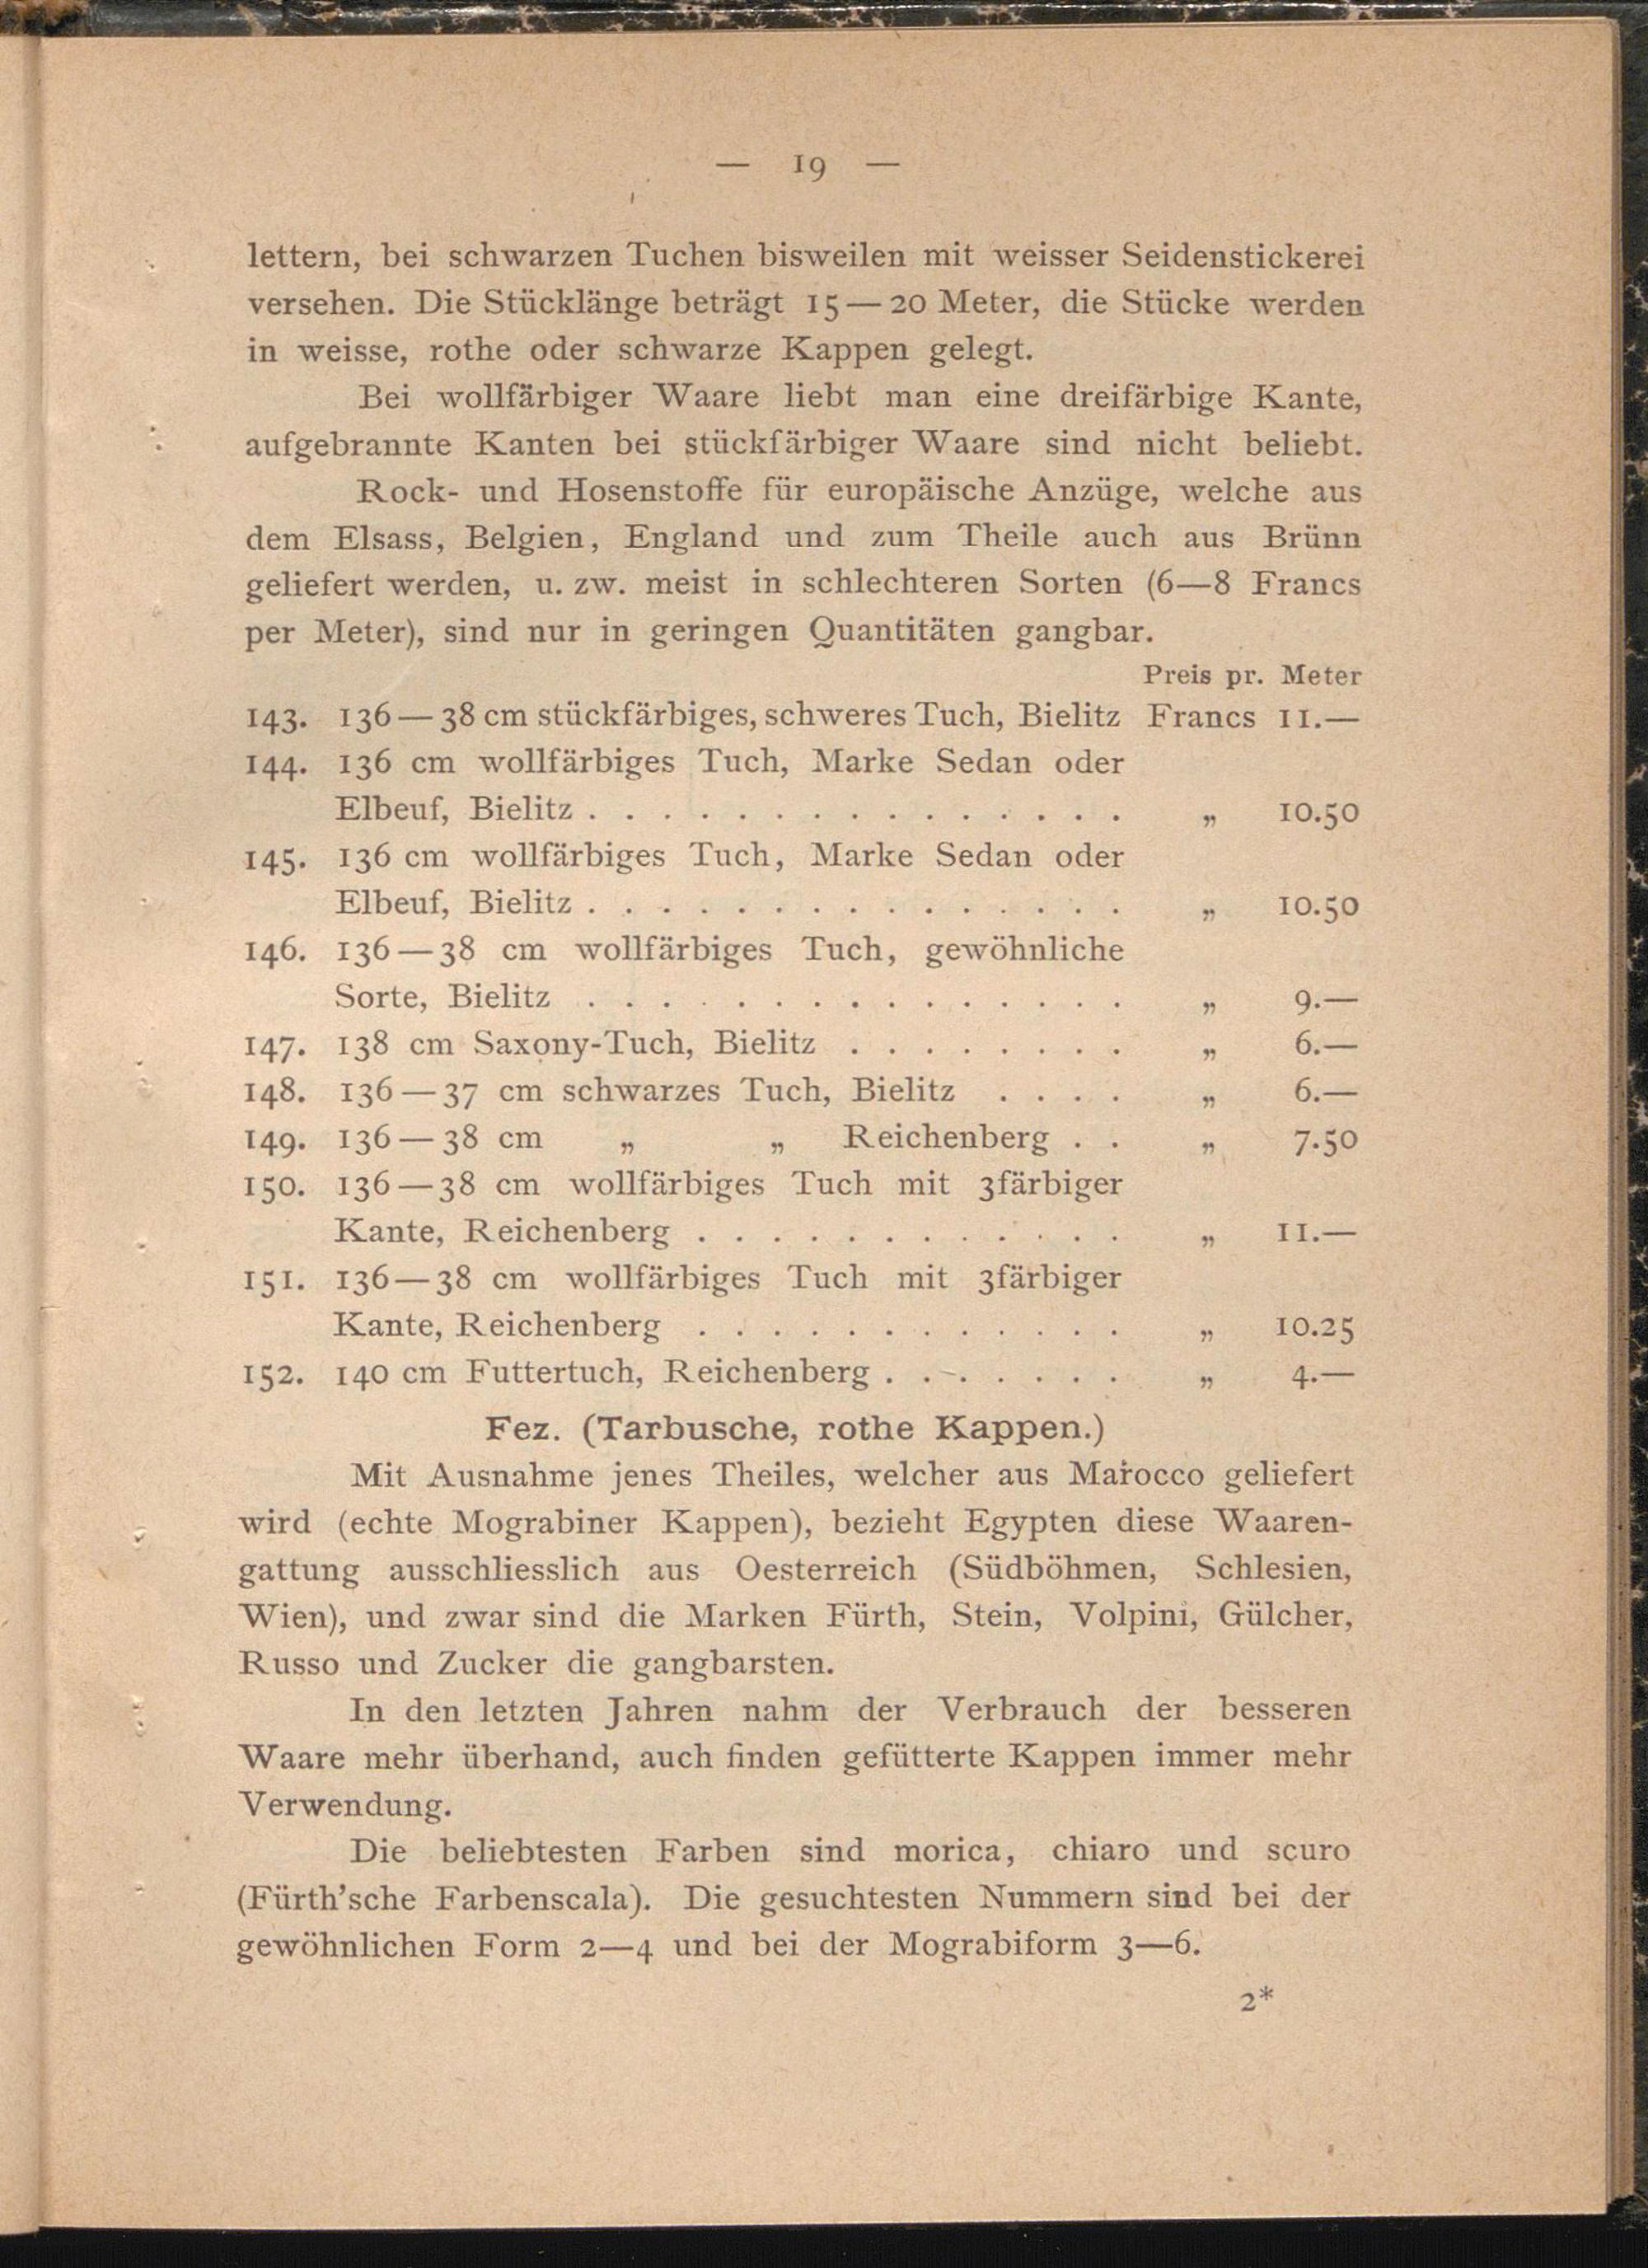 — 19 —
lettern, bei schwarzen Tuchen bisweilen mit weisser Seidenstickerei
versehen. Die Stücklänge beträgt 15—20 Meter, die Stücke werden
in weisse, rothe oder schwarze Kappen gelegt.
Bei wollfärbiger Waare liebt man eine dreifärbige Kante,
aufgebrannte Kanten bei stückfärbiger Waare sind nicht beliebt.
Rock- und Hosenstoffe für europäische Anzüge, welche aus
dem Elsass, Belgien, England und zum Theile auch aus Brünn
geliefert werden, u. zw. meist in schlechteren Sorten (6—8 Francs
per Meter), sind nur in geringen Quantitäten gangbar.
Preis pr. Meter
143. 136—38 cm stückfärbiges, schweres Tuch, Bielitz Francs 11.—
144. 136 cm wollfärbiges Tuch, Marke Sedan oder
Elbeuf, Bielitz . . . . . . . . . . . . . . . „ 10.50
145. 136 cm wollfärbiges Tuch, Marke Sedan oder
Elbeuf, Bielitz . . . . . . . . . . . . . . . „ 10.50
146. 136—38 cm wollfärbiges Tuch, gewöhnliche
Sorte, Bielitz . . . . . . . . . . . . . . . „ 9.—
147. 138 cm Saxony-Tuch, Bielitz . . . . . . . . „ 6.—
148. 136—37 cm schwarzes Tuch, Bielitz . . . . „ 6.—
149. 136—38 cm „ „ Reichenberg . . „ 7.50
150. 136—38 cm wollfärbiges Tuch mit 3färbiger
Kante, Reichenberg . . . . . . . . . . . . „ 11.—
151. 136—38 cm wollfärbiges Tuch mit 3färbiger
Kante, Reichenberg . . . . . . . . . . . . „ 10.25
152. 140 cm Futtertuch, Reichenberg . . . . . . . „ 4.—
Fez. (Tarbusche, rothe Kappen.)
Mit Ausnahme jenes Theiles, welcher aus Marocco geliefert
wird (echte Mograbiner Kappen), bezieht Egypten diese Waaren-
gattung ausschliesslich aus Oesterreich (Südböhmen, Schlesien,
Wien), und zwar sind die Marken Fürth, Stein, Volpini, Gülcher,
Russo und Zucker die gangbarsten.
In den letzten Jahren nahm der Verbrauch der besseren
Waare mehr überhand, auch finden gefütterte Kappen immer mehr
Verwendung.
Die beliebtesten Farben sind morica, chiaro und scuro
(Fürth'sche Farbenscala). Die gesuchtesten Nummern sind bei der
gewöhnlichen Form 2—4 und bei der Mograbiform 3—6.
2*